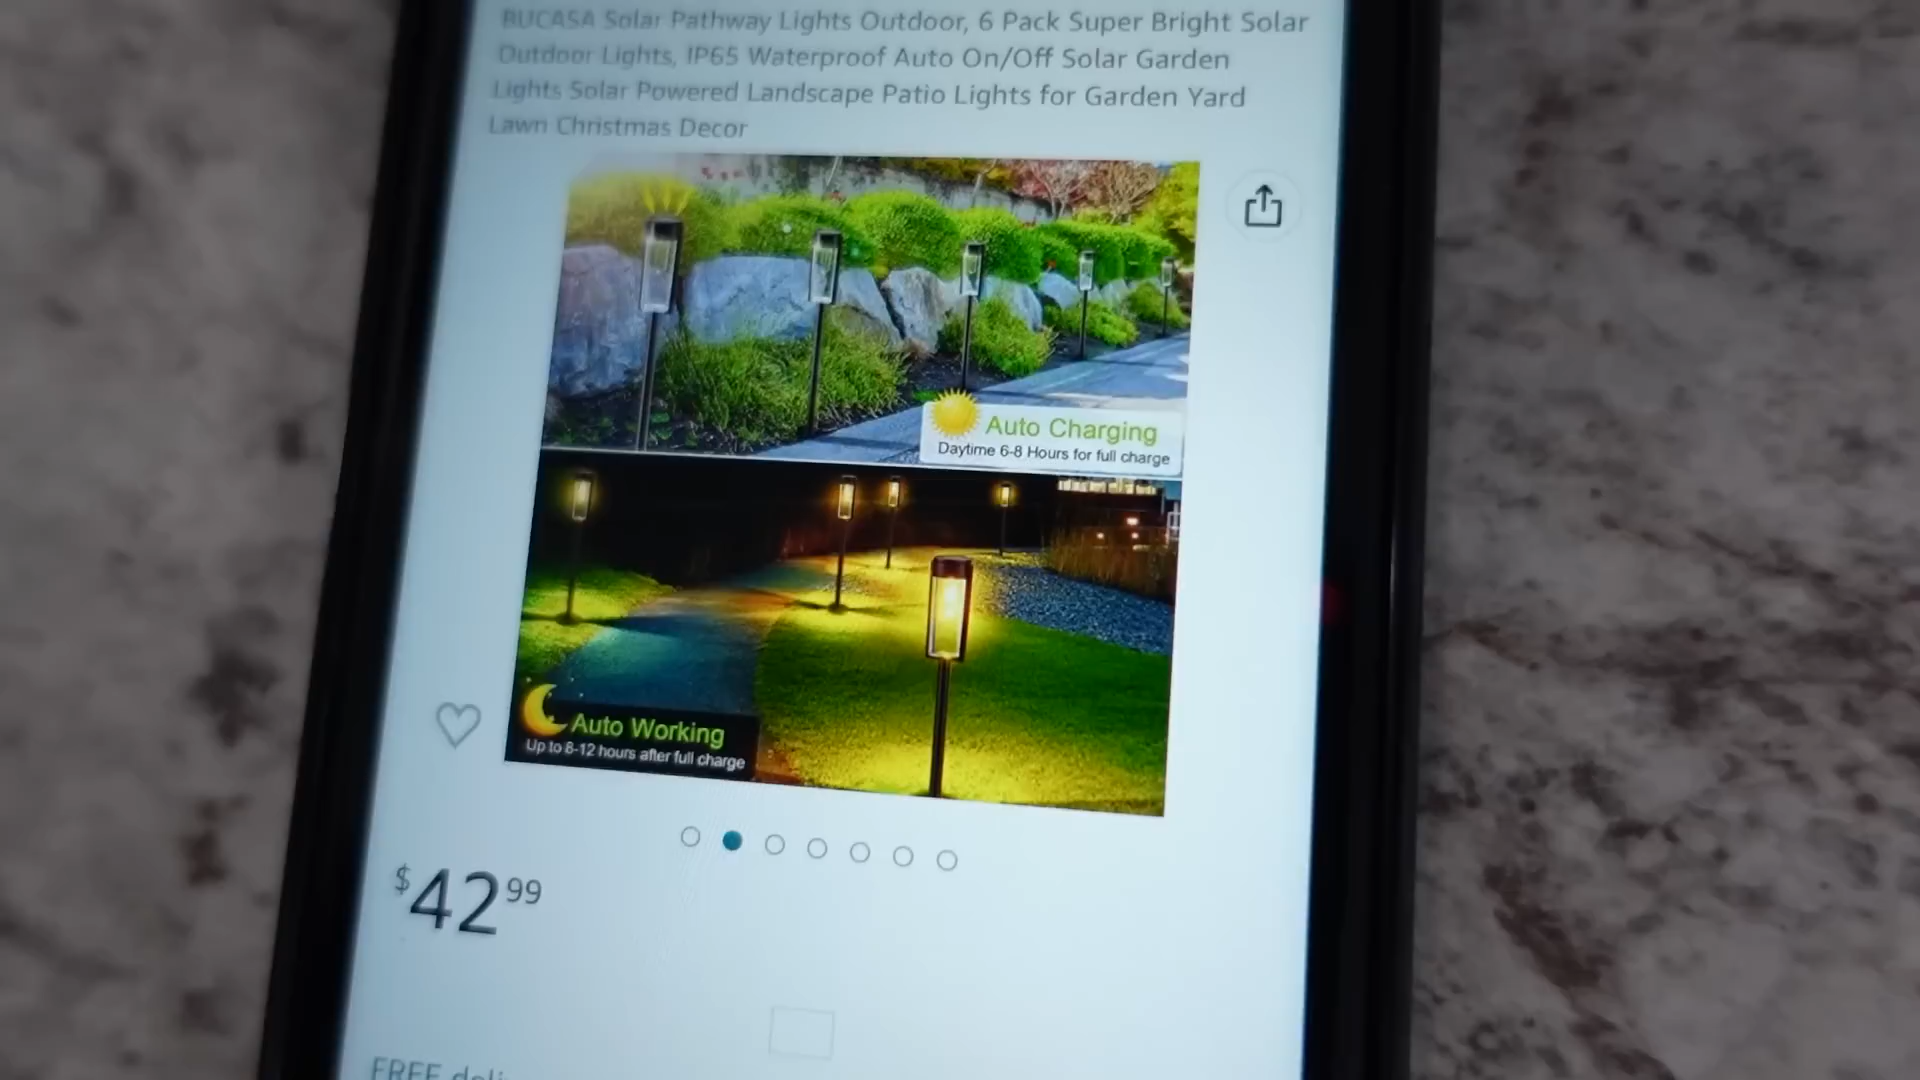 BUCASA Solar Pathway Lights Outdoor, 6 Pack Super Bright Solar
Outdoor Lights, IP65 Waterproof Auto On/Off Solar Garden
Lights Solar Powered Landscape Patio Lights for Garden Yard
Lawn Christmas Decor
Auto Charging
Daytime 6-8 Hours for full charge
Auto Working
Up to 8-12 hours after full charge
$42 99
FREE